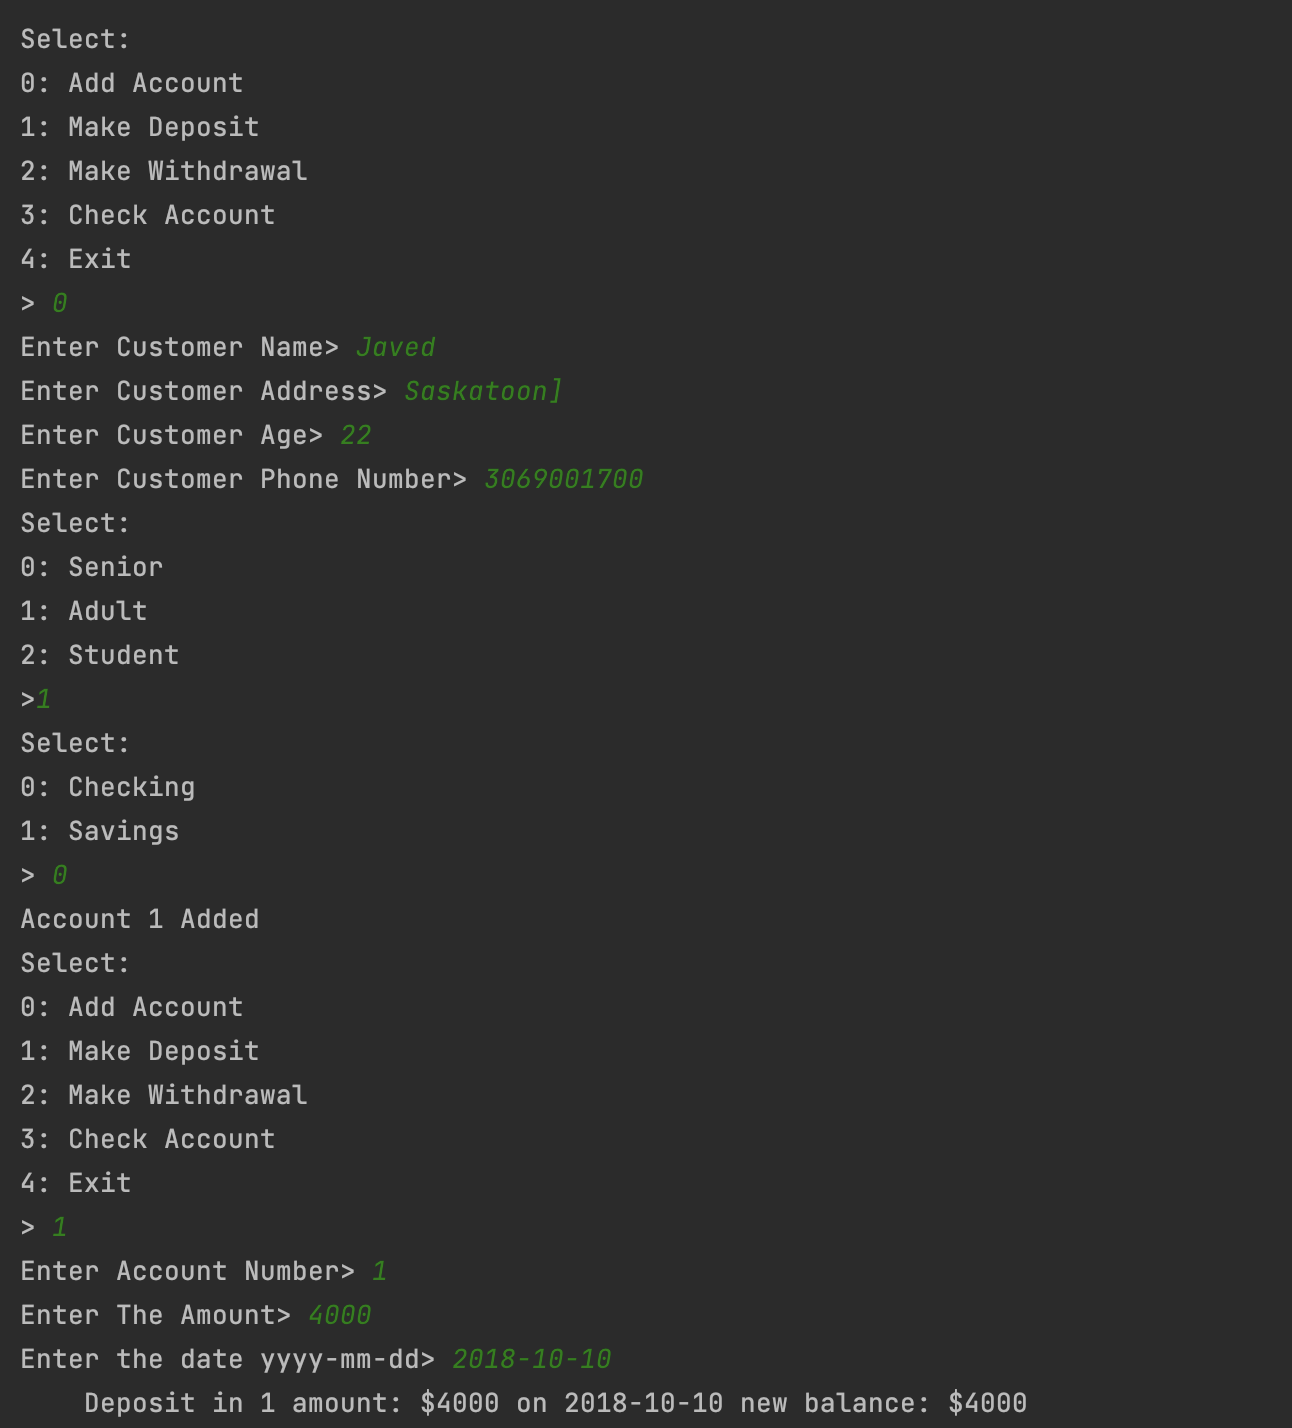 Select:
0: Add Account
1: Make Deposit
2: Make Withdrawal
3: Check Account
4: Exit
> 0
Enter Customer Name> Javed
Enter Customer Address> Saskatoon]
Enter Customer Age> 22
Enter Customer Phone Number> 3069001700
Select:
0: Senior
1: Adult
2: Student
>1
Select:
0: Checking
1: Savings
> 0
Account 1 Added
Select:
0: Add Account
1: Make Deposit
2: Make Withdrawal
3: Check Account
4: Exit
> 1
Enter Account Number> 1
Enter The Amount> 4000
Enter the date yyyy-mm-dd> 2018-10-10
    Deposit in 1 amount: $4000 on 2018-10-10 new balance: $4000